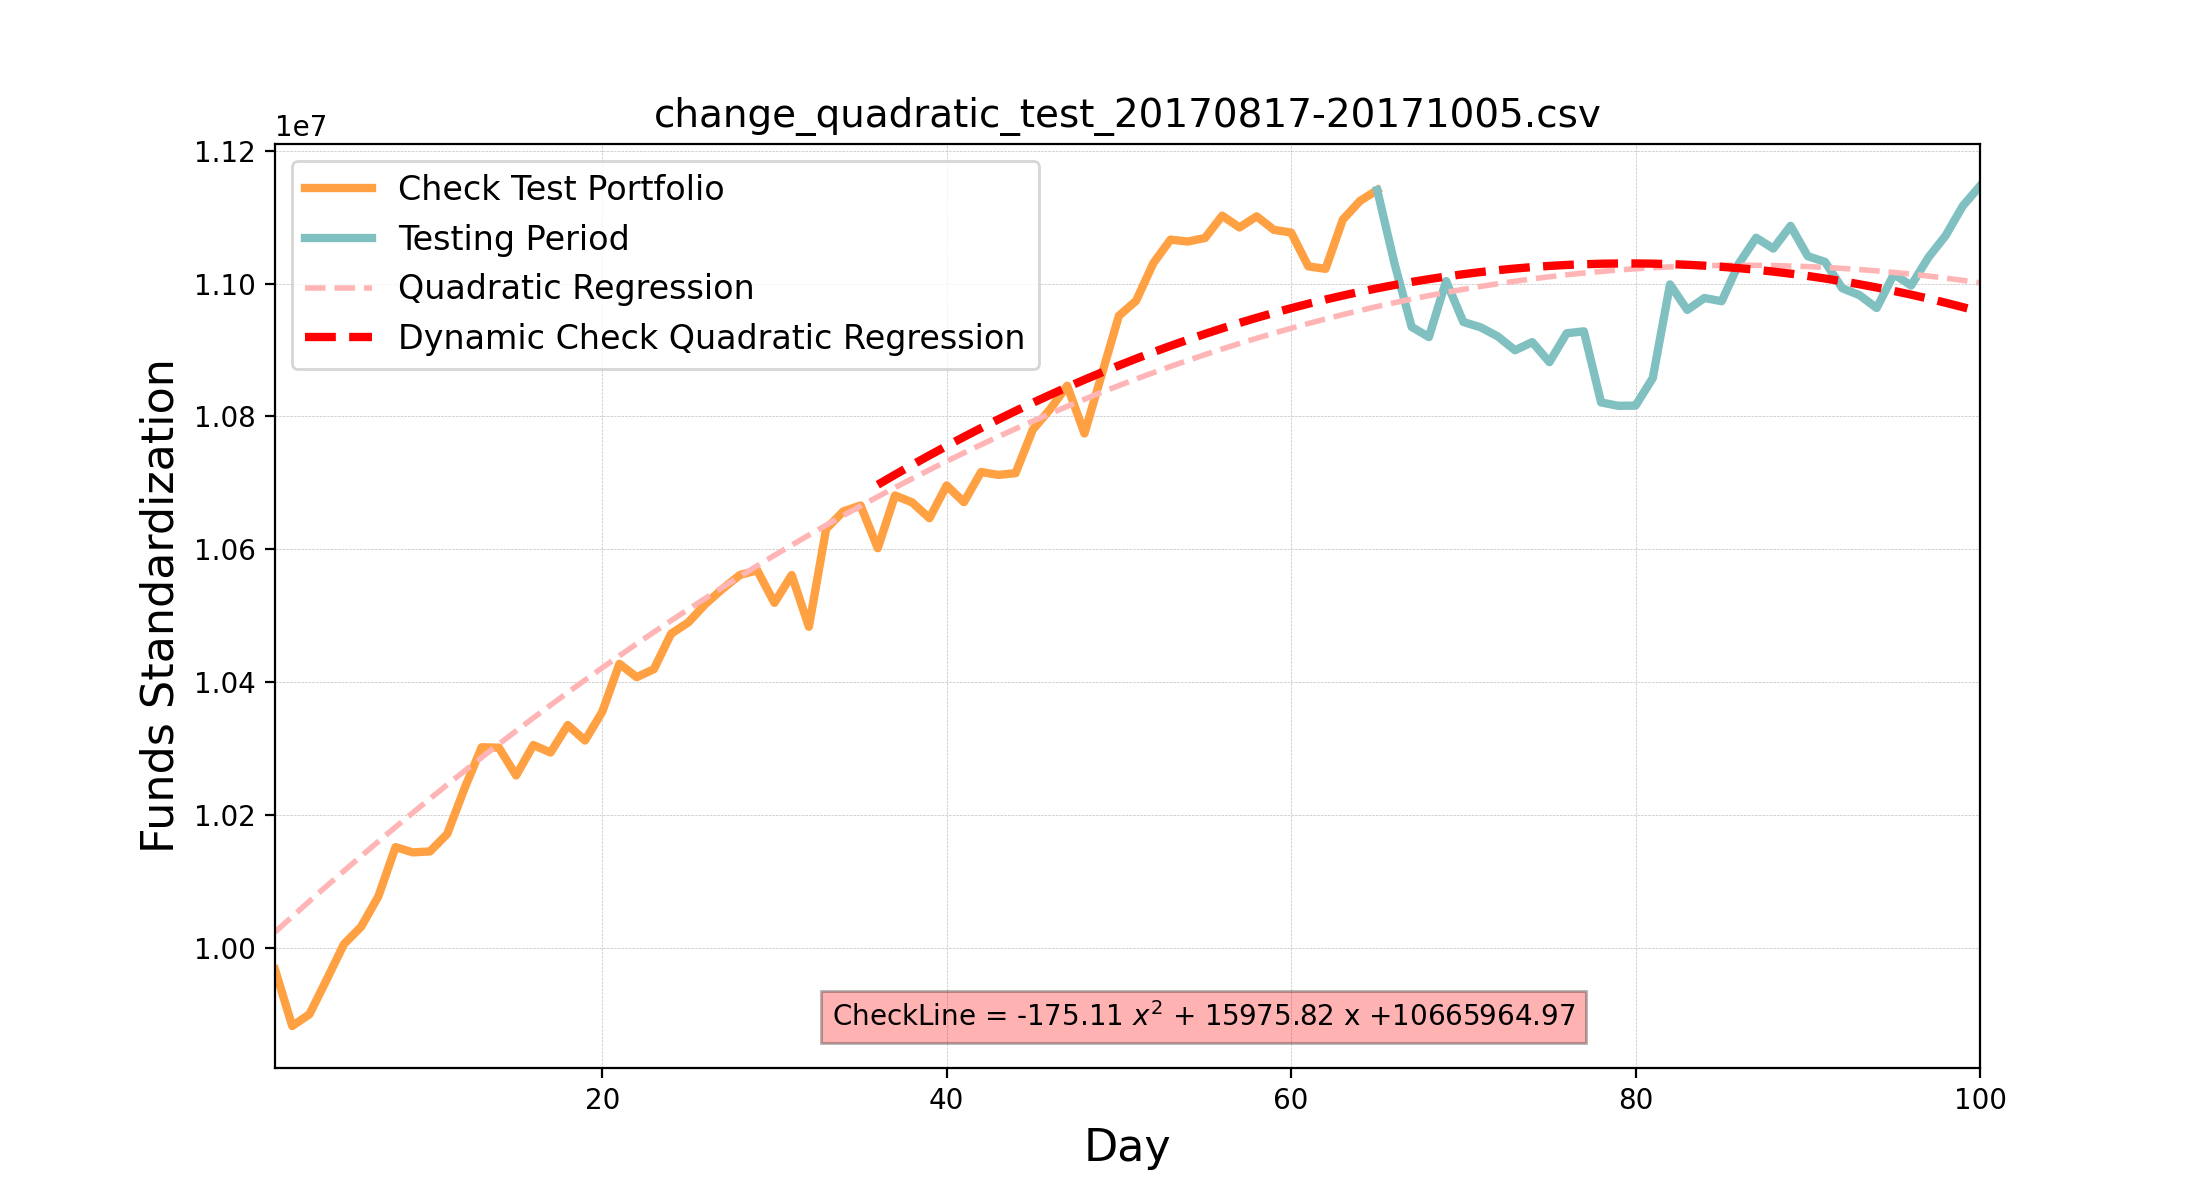 change_quadratic_test_20170817-20171005.csv
1e7
Check Test Portfolio
Testing Period
Quadratic Regression
Dynamic Check Quadratic Regression
1.12
1.10
1.08
1.06
1.04
1.02
1.00
Funds Standardization
CheckLine = -175.11 x² + 15975.82 x +10665964.97
20 40 60 80 100
Day